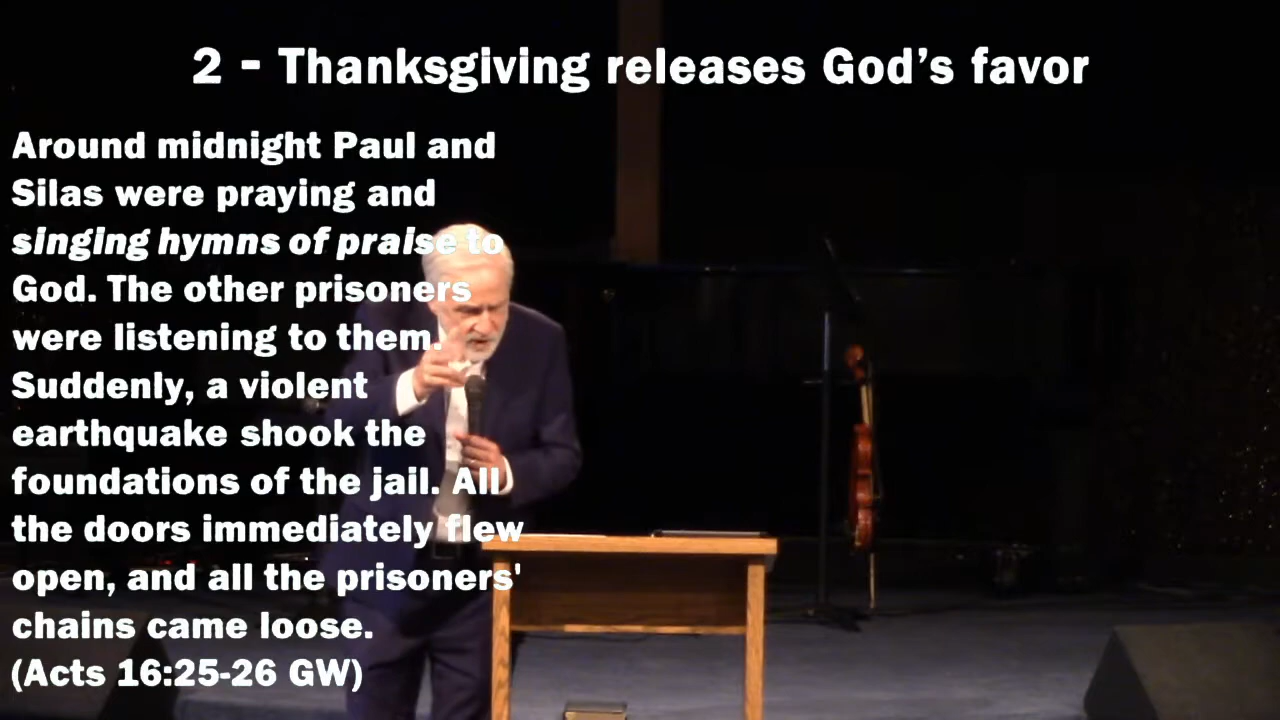 2 - Thanksgiving releases God’s favor
Around midnight Paul and
Silas were praying and
singing hymns of praise to
God. The other prisoners
were listening to them.
Suddenly, a violent
earthquake shook the
foundations of the jail. All
the doors immediately flew
open, and all the prisoners'
chains came loose.
(Acts 16:25-26 GW)